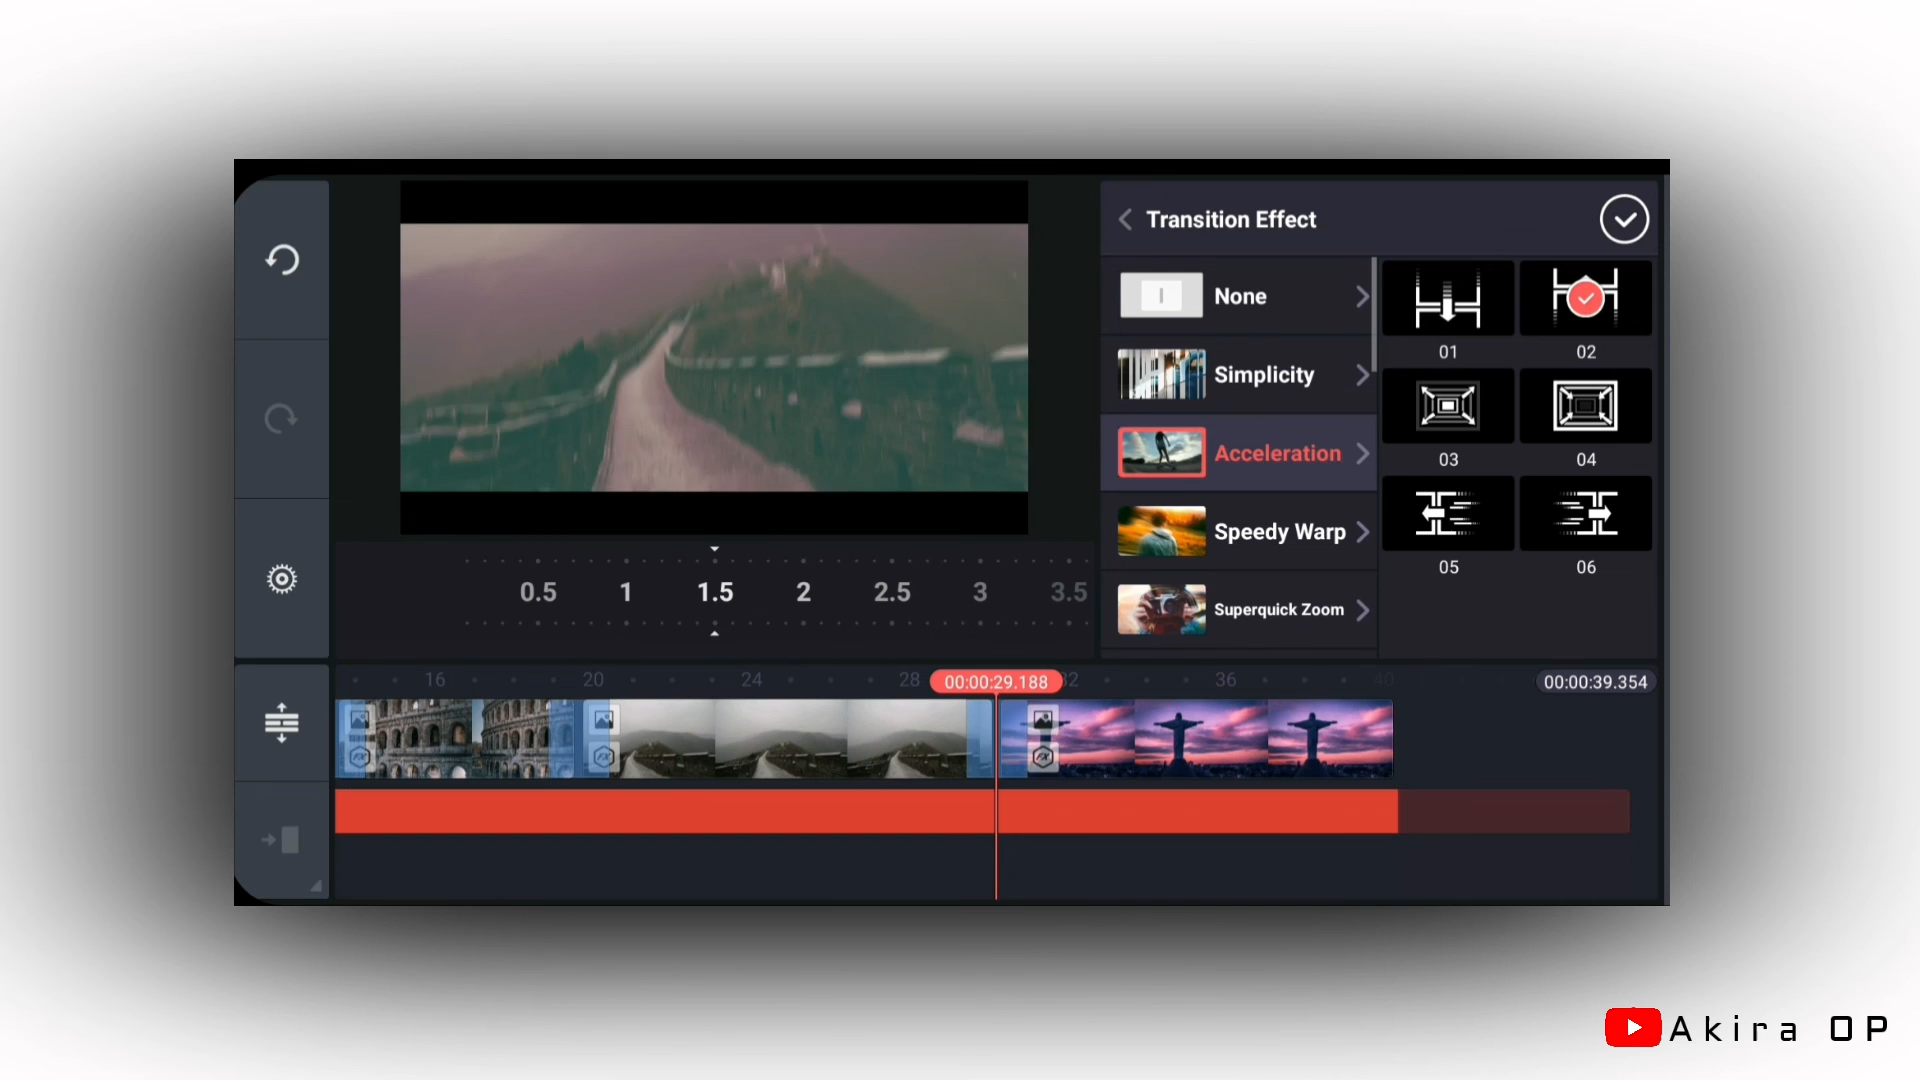 Transition Effect
None
Simplicity
Acceleration
Speedy Warp
Superquick Zoom
01
02
03
04
05
06
0.5 1 1.5 2 2.5 3 3.5
16 20 24 28 00:00:29.188 32 36 40 00:00:39.354
Akira OP